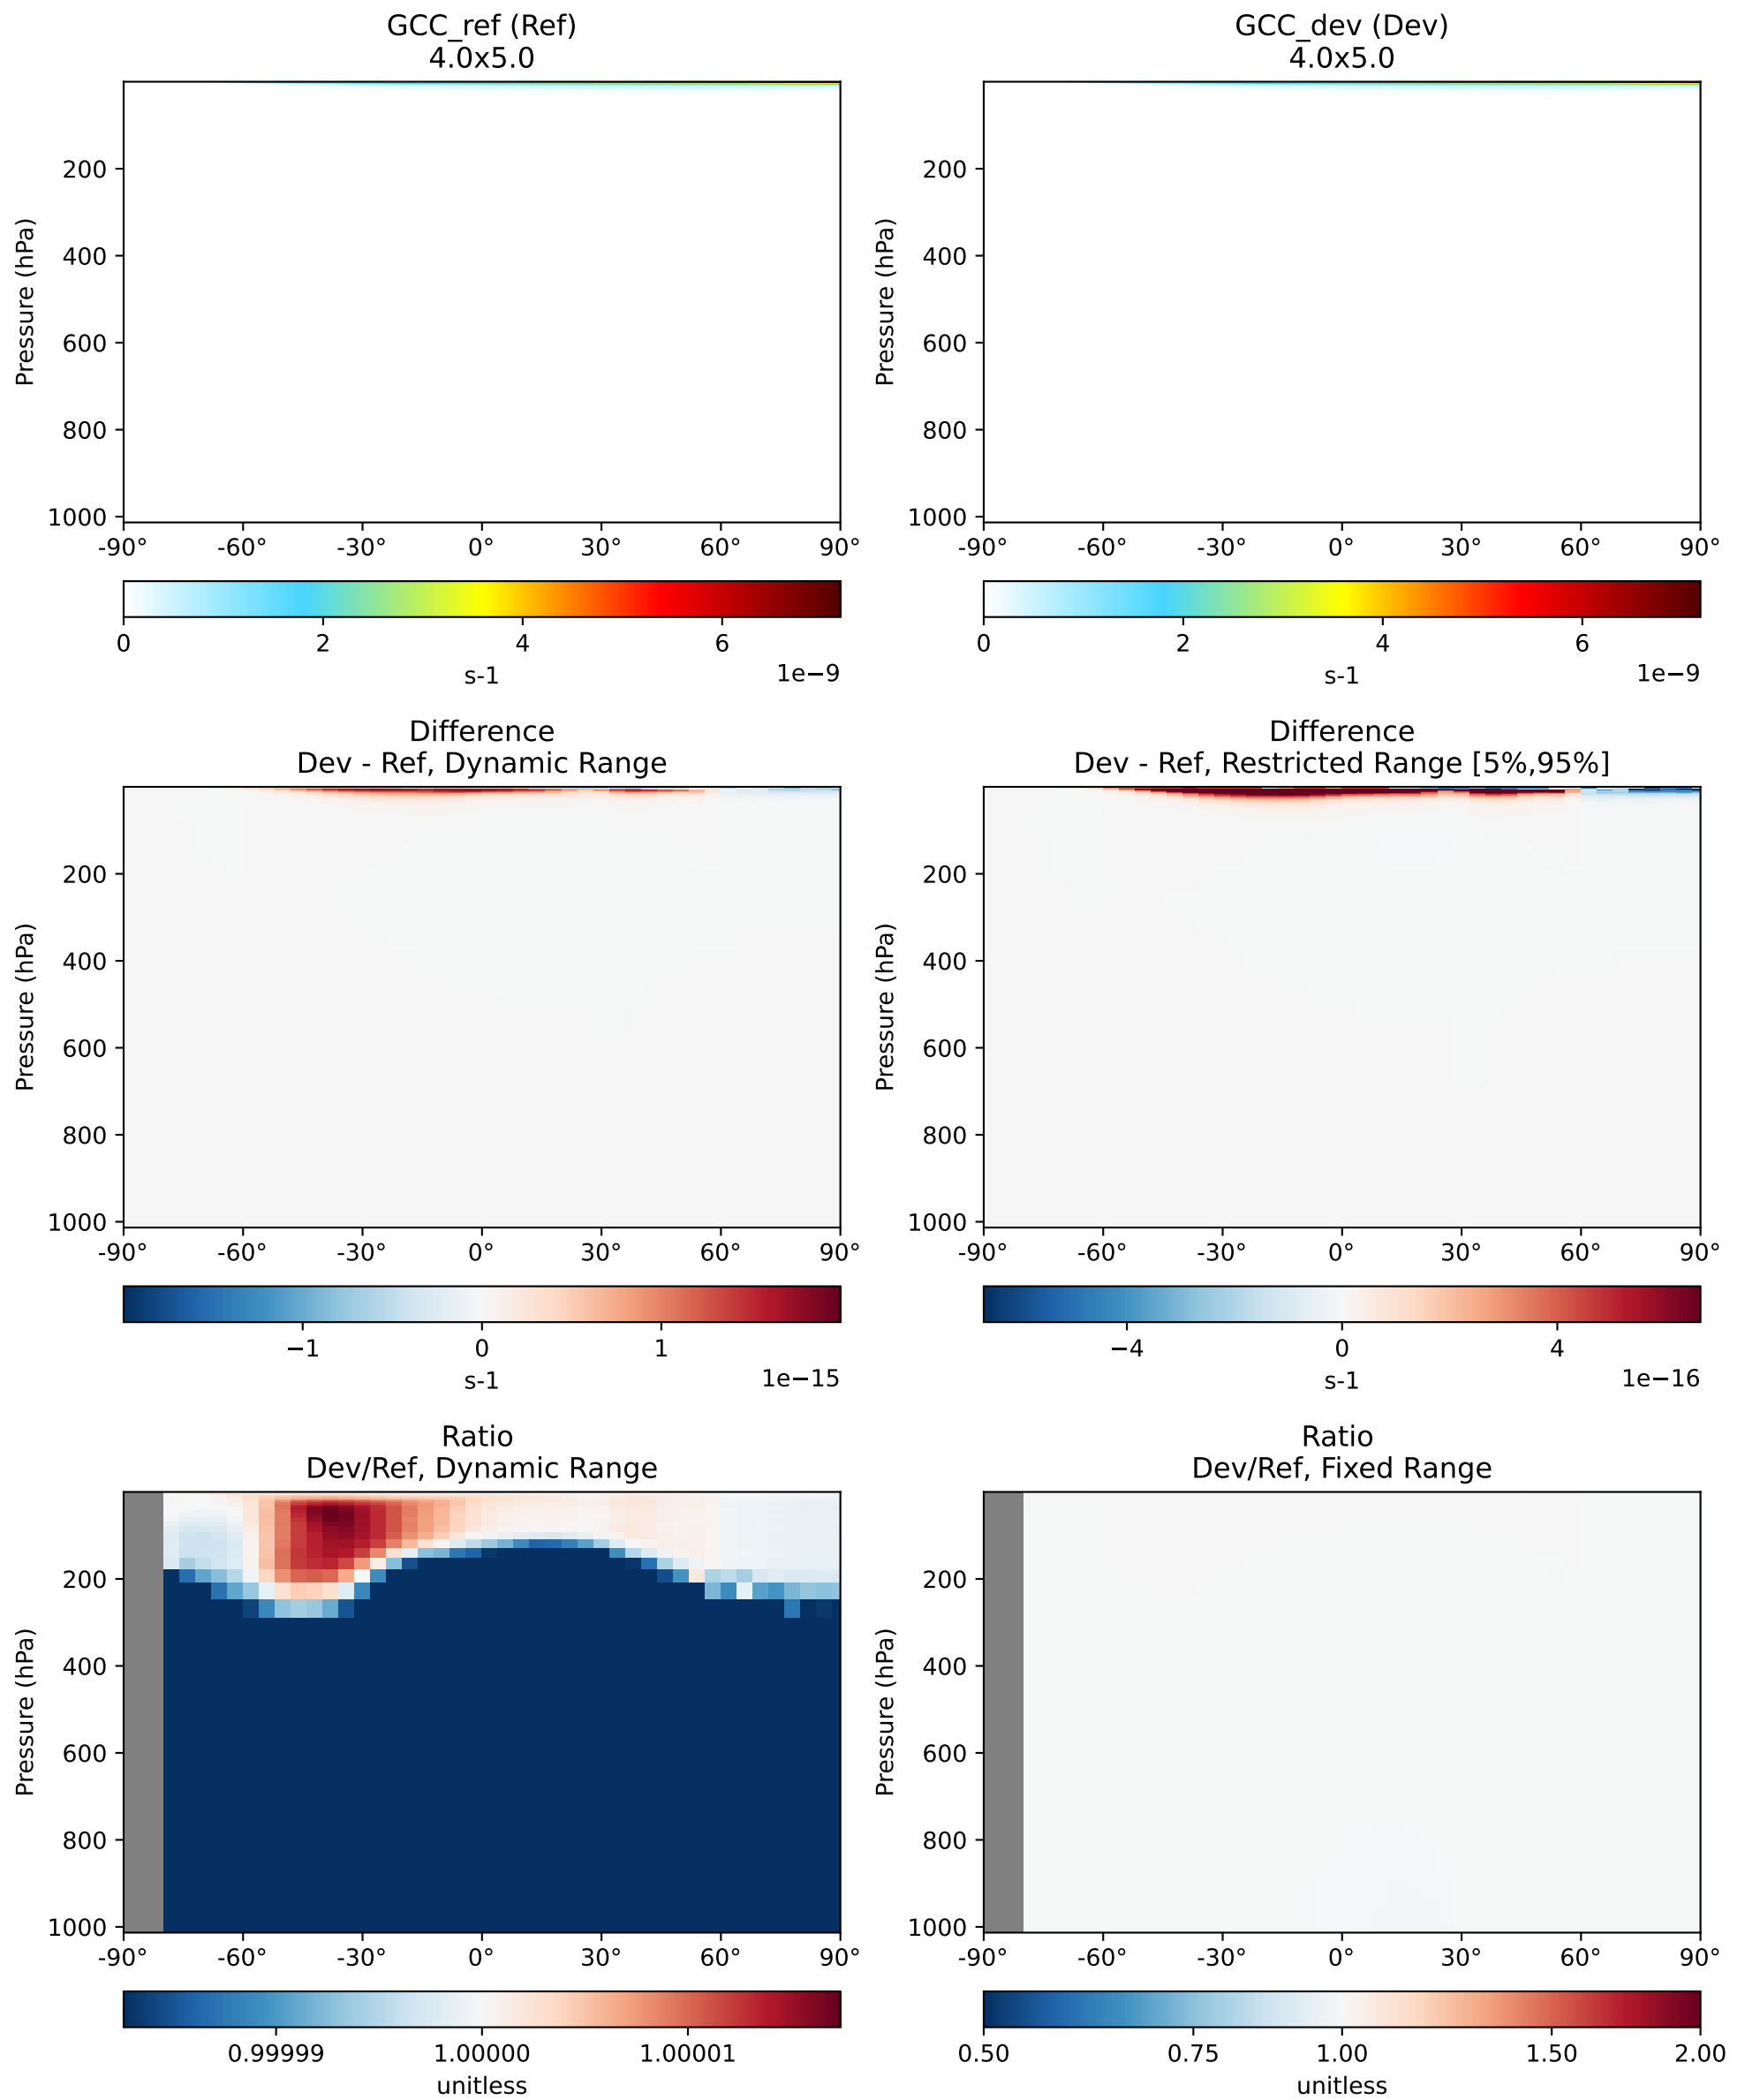 GCC_ref (Ref)
4.0x5.0
Pressure (hPa)
200
400
600
800
1000
-90° -60° -30° 0° 30° 60° 90°
0 2 4 6
s-1
1e−9
GCC_dev (Dev)
4.0x5.0
Pressure (hPa)
200
400
600
800
1000
-90° -60° -30° 0° 30° 60° 90°
0 2 4 6
s-1
1e−9
Difference
Dev - Ref, Dynamic Range
Pressure (hPa)
200
400
600
800
1000
-90° -60° -30° 0° 30° 60° 90°
−1 0 1
s-1
1e−15
Difference
Dev - Ref, Restricted Range [5%,95%]
Pressure (hPa)
200
400
600
800
1000
-90° -60° -30° 0° 30° 60° 90°
−4 0 4
s-1
1e−16
Ratio
Dev/Ref, Dynamic Range
Pressure (hPa)
200
400
600
800
1000
-90° -60° -30° 0° 30° 60° 90°
0.99999 1.00000 1.00001
unitless
Ratio
Dev/Ref, Fixed Range
Pressure (hPa)
200
400
600
800
1000
-90° -60° -30° 0° 30° 60° 90°
0.50 0.75 1.00 1.50 2.00
unitless